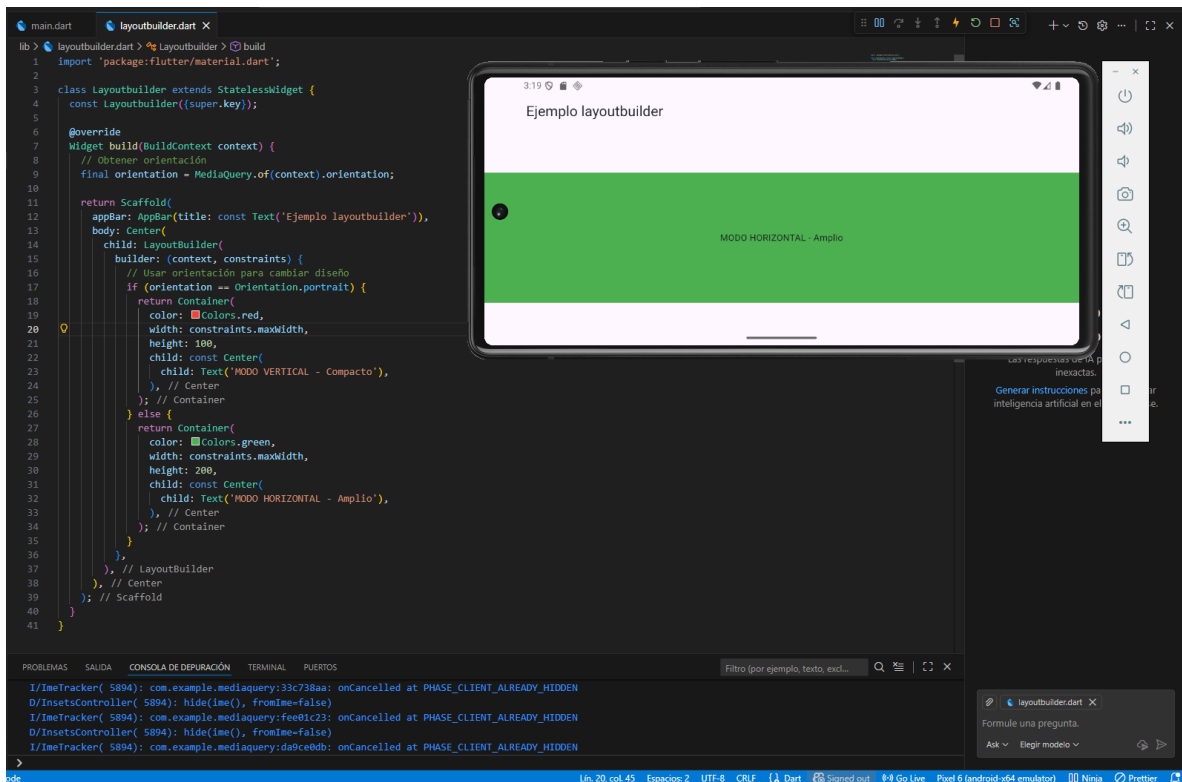 main.dart
layoutbuilder.dart
lib > layoutbuilder.dart > Layoutbuilder > build
1 import 'package:flutter/material.dart';
2
3 class Layoutbuilder extends StatelessWidget {
4 const Layoutbuilder({super.key});
5
6 @override
7 Widget build(BuildContext context) {
8 // Obtener orientación
9 final orientation = MediaQuery.of(context).orientation;
10
11 return Scaffold(
12 appBar: AppBar(title: const Text('Ejemplo layoutbuilder')),
13 body: Center(
14 child: LayoutBuilder(
15 builder: (context, constraints) {
16 // Usar orientación para cambiar diseño
17 if (orientation == Orientation.portrait) {
18 return Container(
19 color: Colors.red,
20 width: constraints.maxWidth,
21 height: 100,
22 child: const Center(
23 child: Text('MODO VERTICAL - Compacto'),
24 ), // Center
25 ); // Container
26 } else {
27 return Container(
28 color: Colors.green,
29 width: constraints.maxWidth,
30 height: 200,
31 child: const Center(
32 child: Text('MODO HORIZONTAL - Amplio'),
33 ), // Center
34 ); // Container
35 }
36 },
37 ), // LayoutBuilder
38 ), // Center
39 ); // Scaffold
40 }
41 }
3:19
Ejemplo layoutbuilder
MODO HORIZONTAL - Amplio
Las respuestas de IA p
inexactas.
Generar instrucciones pa ar
inteligencia artificial en el se.
PROBLEMAS SALIDA CONSOLA DE DEPURACIÓN TERMINAL PUERTOS
Filtro (por ejemplo, texto, excl...
I/ImeTracker( 5894): com.example.mediaquery:33c738aa: onCancelled at PHASE_CLIENT_ALREADY_HIDDEN
D/InsetsController( 5894): hide(ime(), fromIme=false)
I/ImeTracker( 5894): com.example.mediaquery:fee01c23: onCancelled at PHASE_CLIENT_ALREADY_HIDDEN
D/InsetsController( 5894): hide(ime(), fromIme=false)
I/ImeTracker( 5894): com.example.mediaquery:da9ce0db: onCancelled at PHASE_CLIENT_ALREADY_HIDDEN
>
layoutbuilder.dart
Formule una pregunta.
Ask Elegir modelo
ode Lín. 20, col. 45 Espacios: 2 UTF-8 CRLF Dart Signed out Go Live Pixel 6 (android-x64 emulator) Ninja Prettier